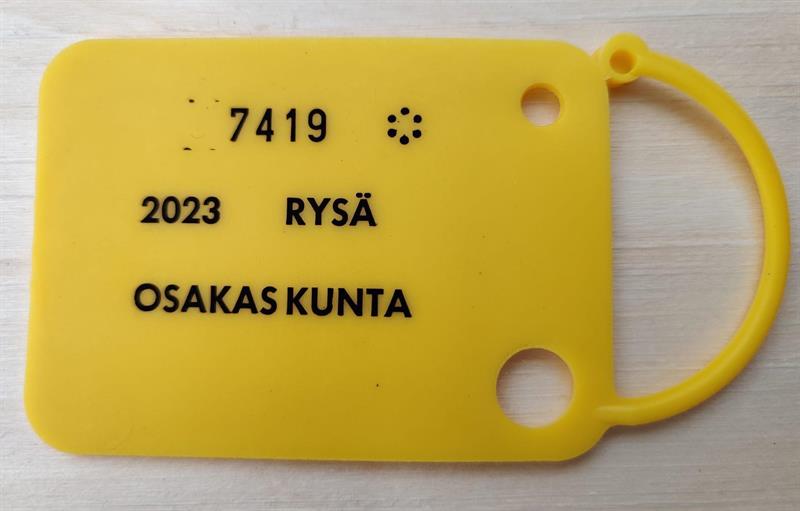 7419
2023 RYSÄ
OSAKAS KUNTA